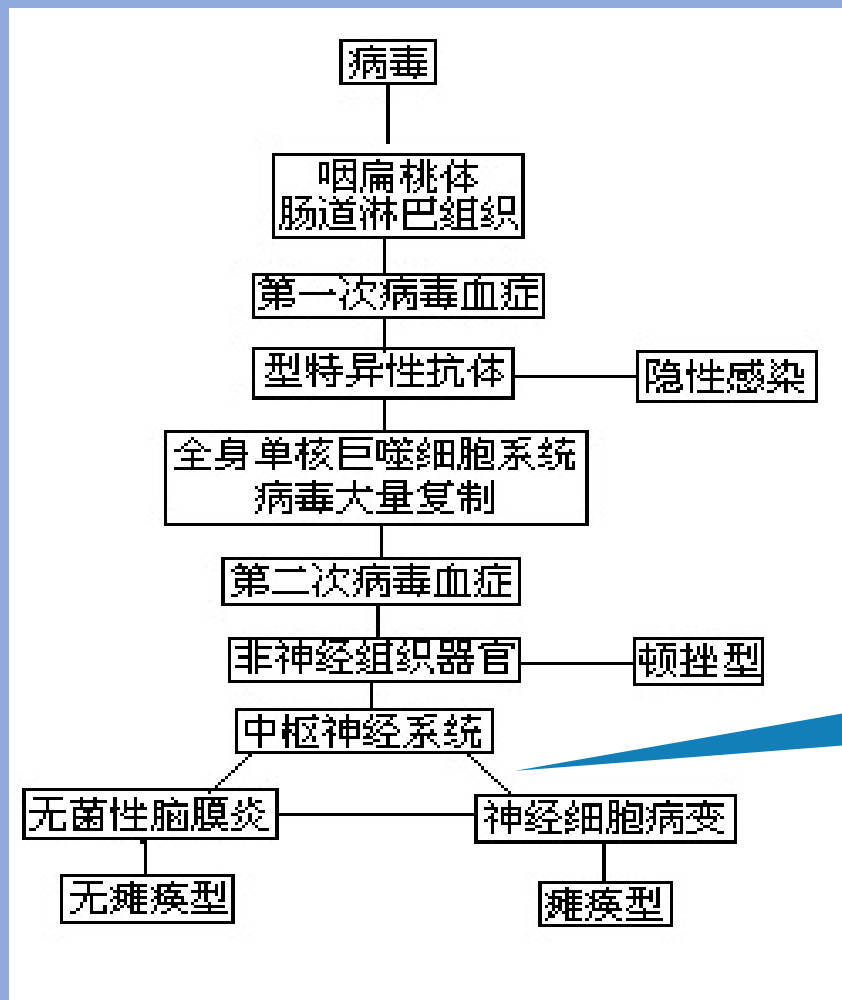 病毒
咽扁桃体
肠道淋巴组织
第一次病毒血症
型特异性抗体
隐性感染
全身单核巨噬细胞系统
病毒大量复制
第二次病毒血症
非神经组织器官
顿挫型
中枢神经系统
无菌性脑膜炎
神经细胞病变
无瘫痪型
瘫痪型